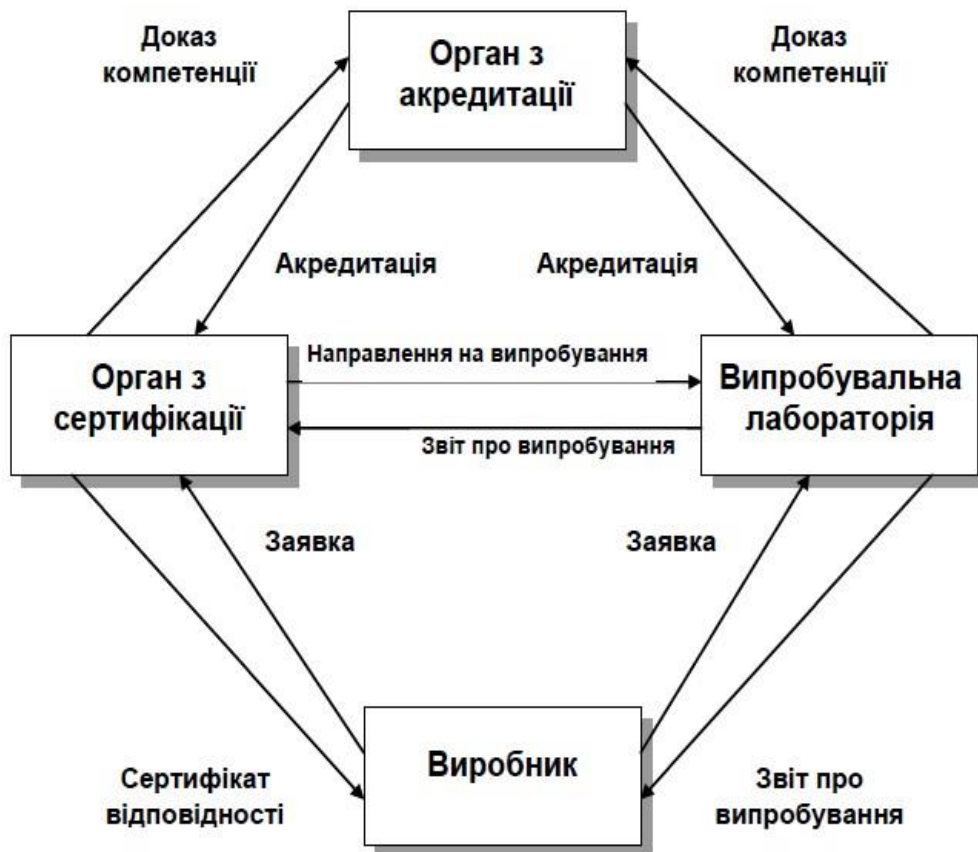 Доказ
компетенції
Орган з
акредитації
Доказ
компетенції
Акредитація
Акредитація
Орган з
сертифікації
Направлення на випробування
Звіт про випробування
Випробувальна
лабораторія
Заявка
Заявка
Сертифікат
відповідності
Виробник
Звіт про
випробування